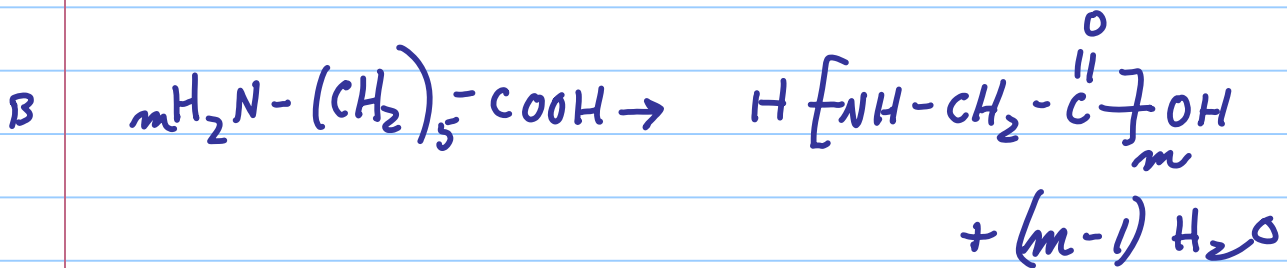 O
B mH₂N-(CH₂)₅-COOH → H[NH-CH₂-C]ₘOH
+ (m-1) H₂O